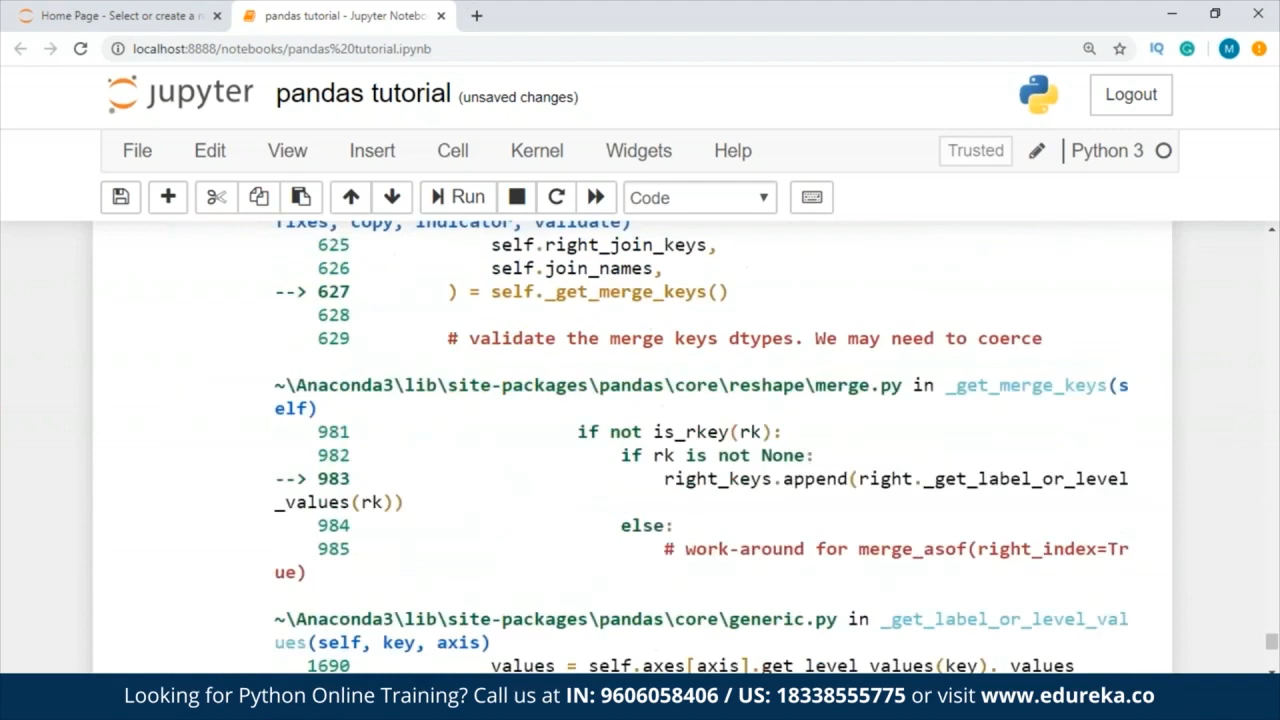 Home Page - Select or create a n
pandas tutorial - Jupyter Notebo
localhost:8888/notebooks/pandas%20tutorial.ipynb
IQ
M
jupyter pandas tutorial (unsaved changes)
Logout
File Edit View Insert Cell Kernel Widgets Help
Trusted Python 3
Run Code
fixes, copy, indicator, validate)
625 self.right_join_keys,
626 self.join_names,
--> 627 ) = self._get_merge_keys()
628
629 # validate the merge keys dtypes. We may need to coerce
~\Anaconda3\lib\site-packages\pandas\core\reshape\merge.py in _get_merge_keys(s
elf)
981 if not is_rkey(rk):
982 if rk is not None:
--> 983 right_keys.append(right._get_label_or_level
_values(rk))
984 else:
985 # work-around for merge_asof(right_index=Tr
ue)
~\Anaconda3\lib\site-packages\pandas\core\generic.py in _get_label_or_level_val
ues(self, key, axis)
1690 values = self.axes[axis].get_level_values(key)._values
Looking for Python Online Training? Call us at IN: 9606058406 / US: 18338555775 or visit www.edureka.co